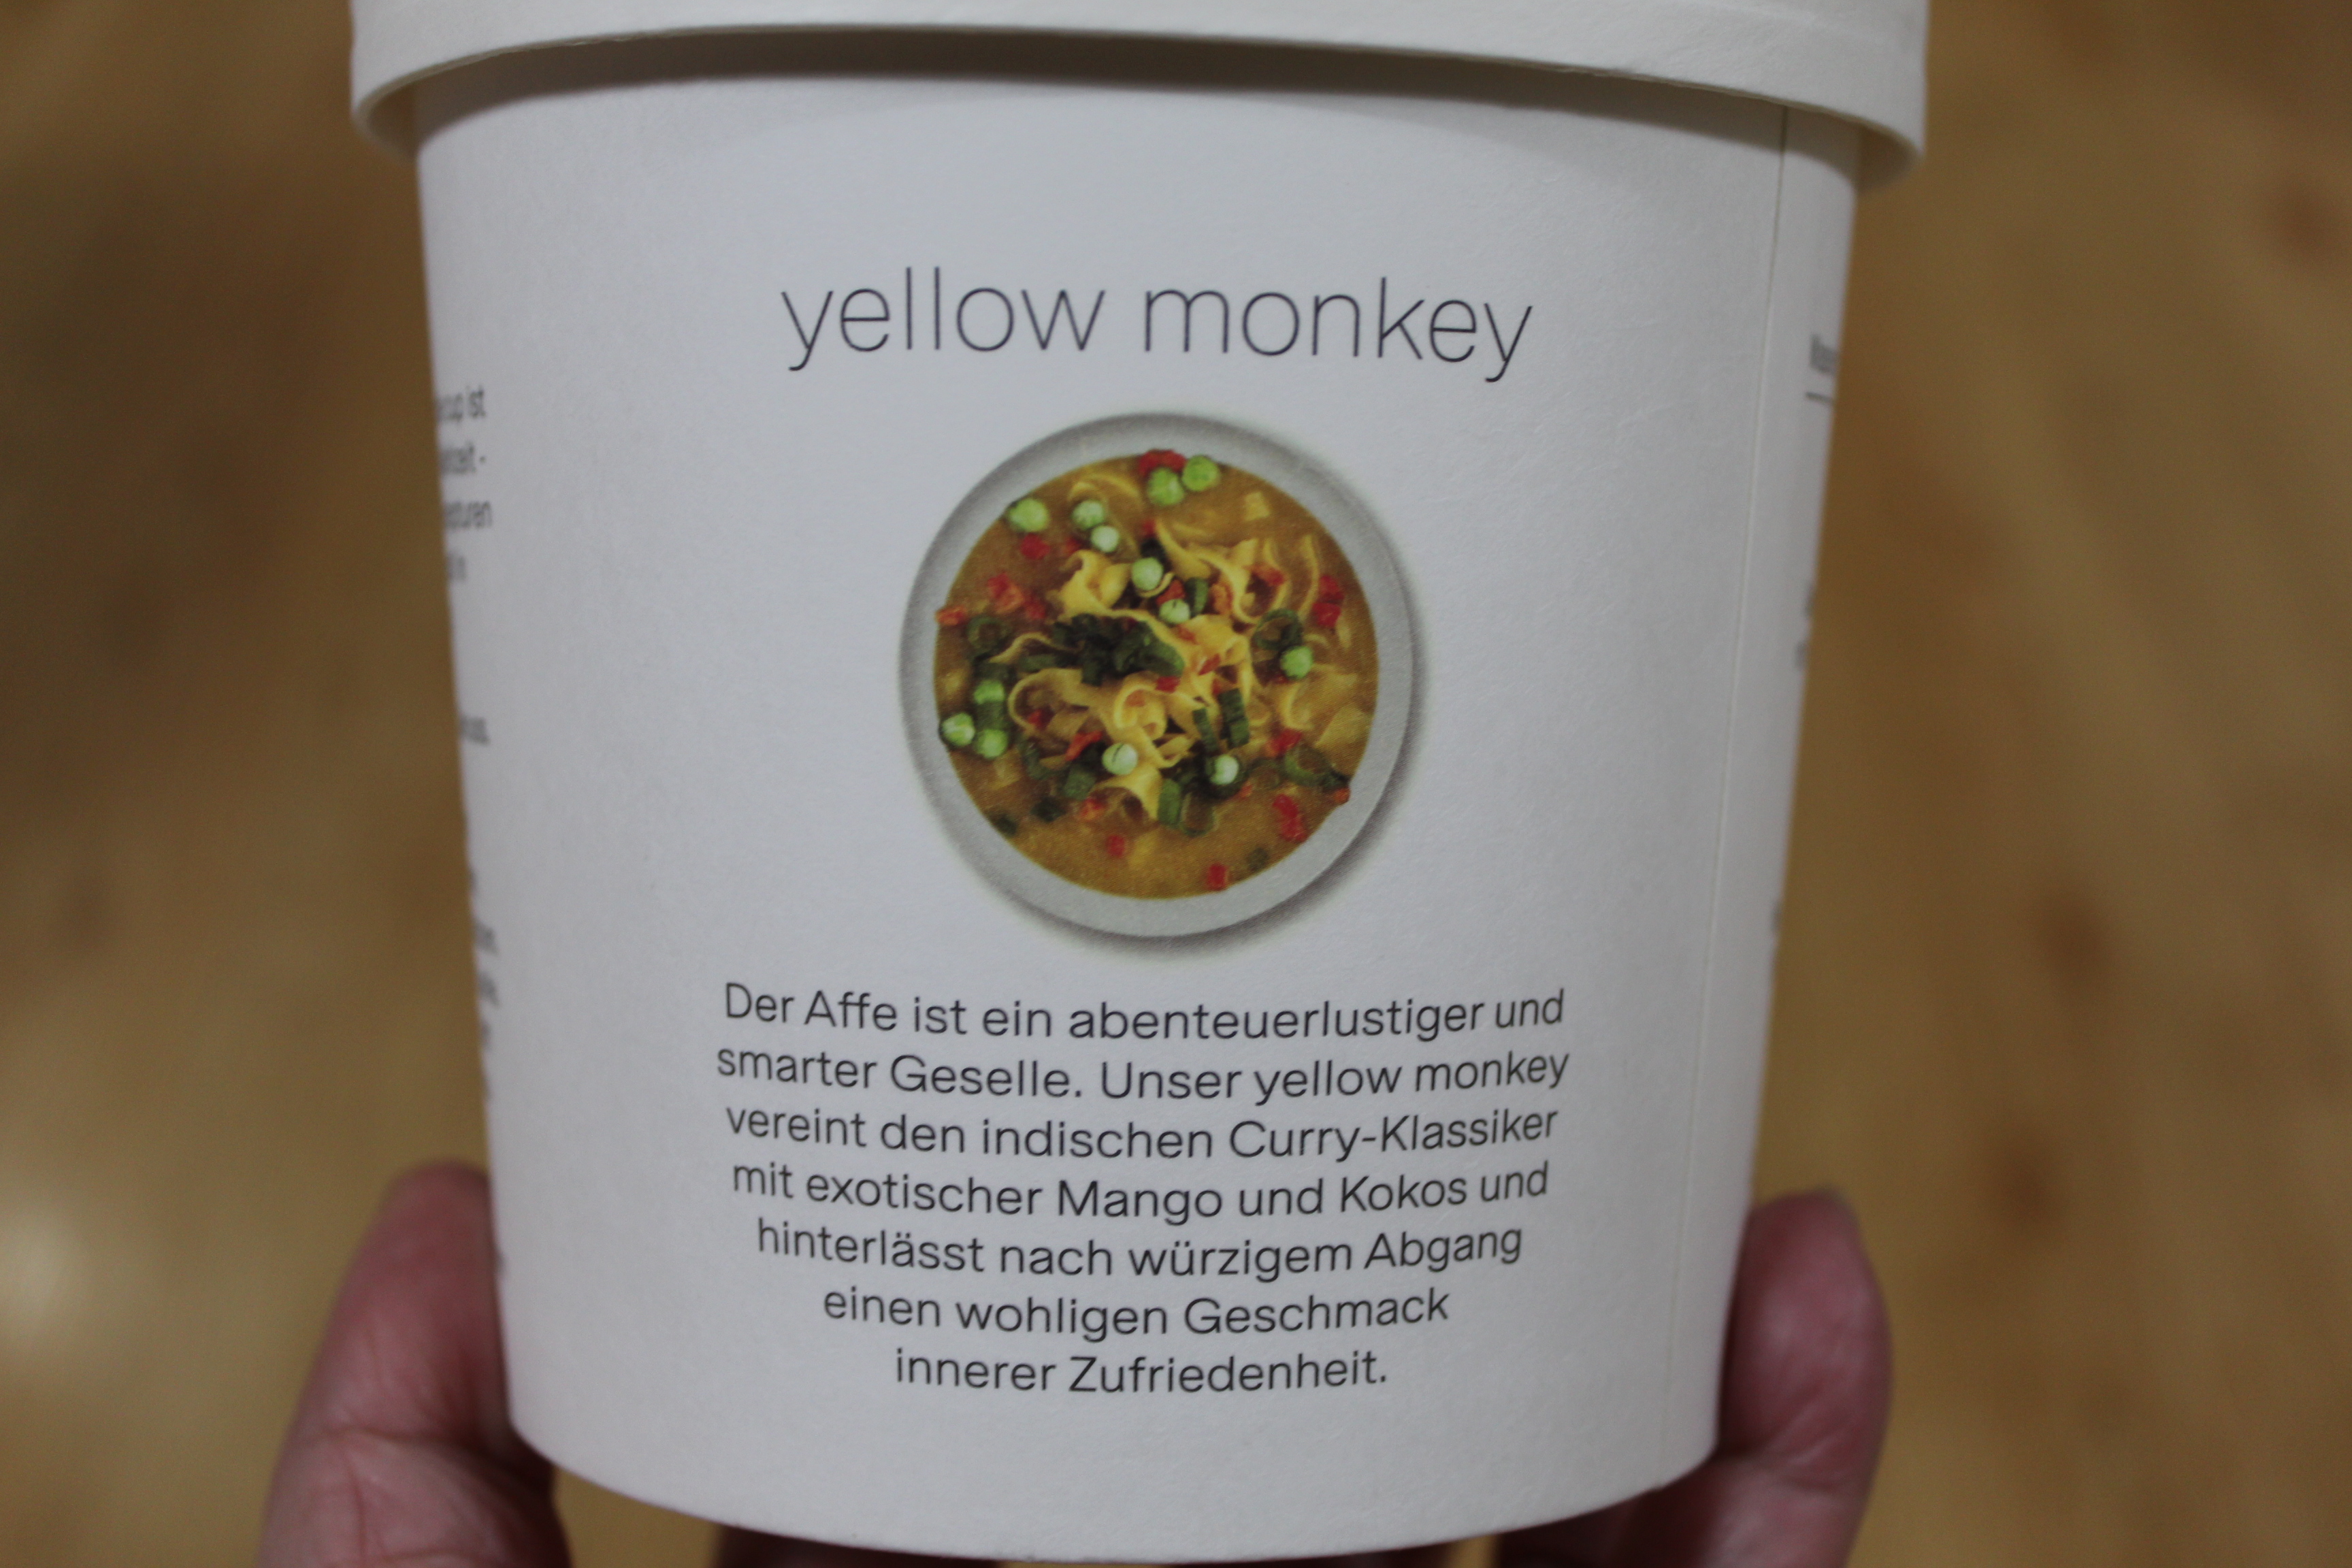 yellow monkey
Der Affe ist ein abenteuerlustiger und
smarter Geselle. Unser yellow monkey
vereint den indischen Curry-Klassiker
mit exotischer Mango und Kokos und
hinterlässt nach würzigem Abgang
einen wohligen Geschmack
innerer Zufriedenheit.
ist